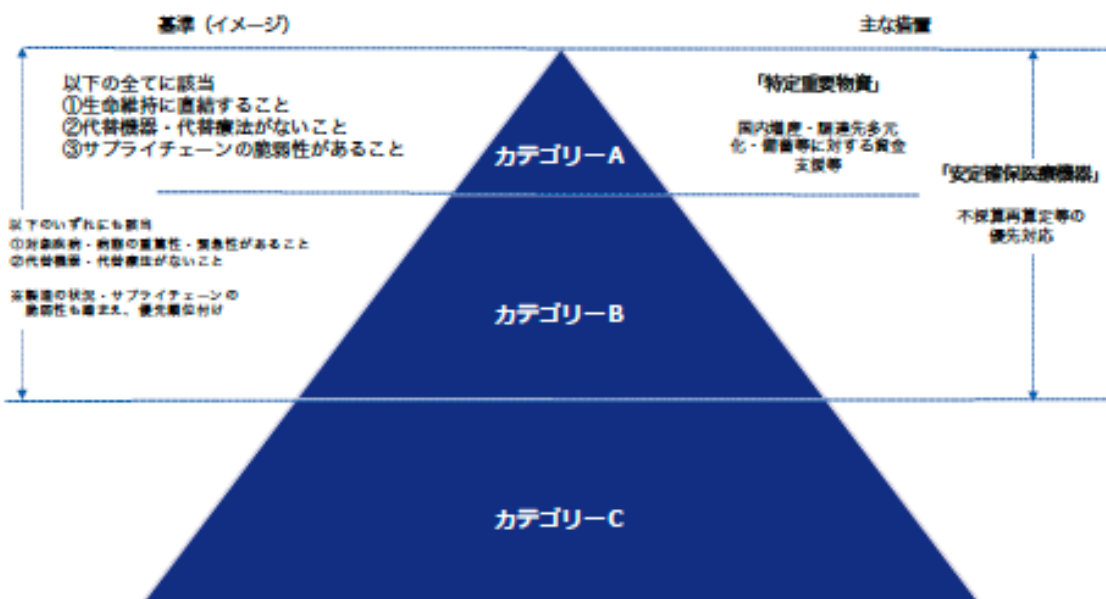 基準（イメージ）
主な措置
以下の全てに該当
①生命維持に直結すること
②代替機器・代替療法がないこと
③サプライチェーンの脆弱性があること
「特定重要物資」
国内増産・調達先多元
化・備蓄等に対する資金
支援等
カテゴリーA
「安定確保医療機器」
不採算再算定等の
優先対応
以下のいずれにも該当
①対象疾病・病態の重篤性・緊急性があること
②代替機器・代替療法がないこと
※製造の状況・サプライチェーンの
脆弱性も踏まえ、優先順位付け
カテゴリーB
カテゴリーC